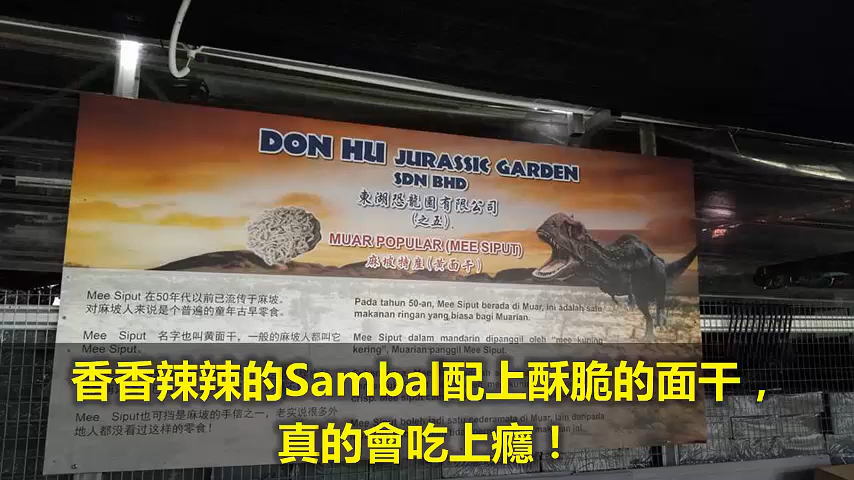 DON HU JURASSIC GARDEN
SDN BHD
東湖恐龍園有限公司
(之五)
MUAR POPULAR (MEE SIPUT)
麻坡特產(黃面干)
Mee Siput 在50年代以前已流传于麻坡。
对麻坡人来说是个普遍的童年古早零食。
Mee Siput 名字也叫黄面干，一般的麻坡人都叫它
Mee Siput.
Mee Siput也可挡是麻坡的手信之一，老实说很多外
地人都没看过这样的零食！
Pada tahun 50-an, Mee Siput berada di Muar, ini adalah satu
makanan ringan yang biasa bagi Muarian.
Mee Siput dalam mandarin dipanggil oleh "mee kuning
kering", Muarian panggil Mee Siput.
香香辣辣的Sambal配上酥脆的面干，
真的會吃上癮！